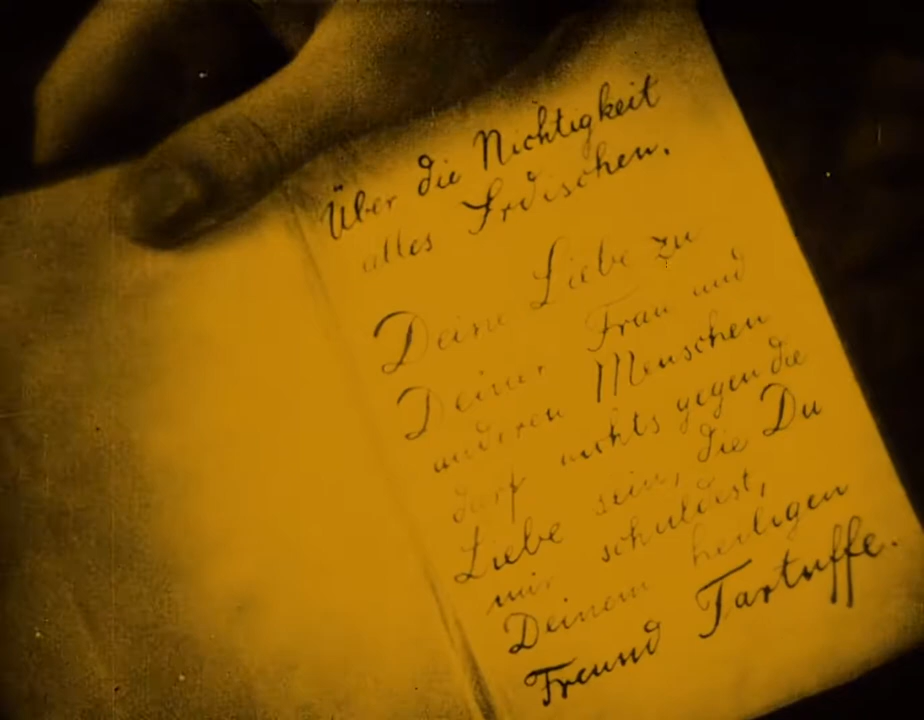 Über die Nichtigkeit
alles Irdischen.
Deine Liebe zu
Deiner Frau und
anderen Menschen
darf nichts gegen die
Liebe sein, die Du
mir schuldest,
Deinem heiligen
Freund Tartuffe.